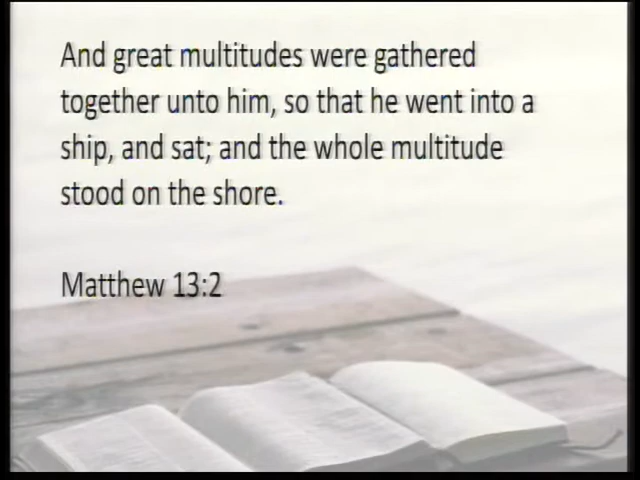 And great multitudes were gathered
together unto him, so that he went into a
ship, and sat; and the whole multitude
stood on the shore.
Matthew 13:2